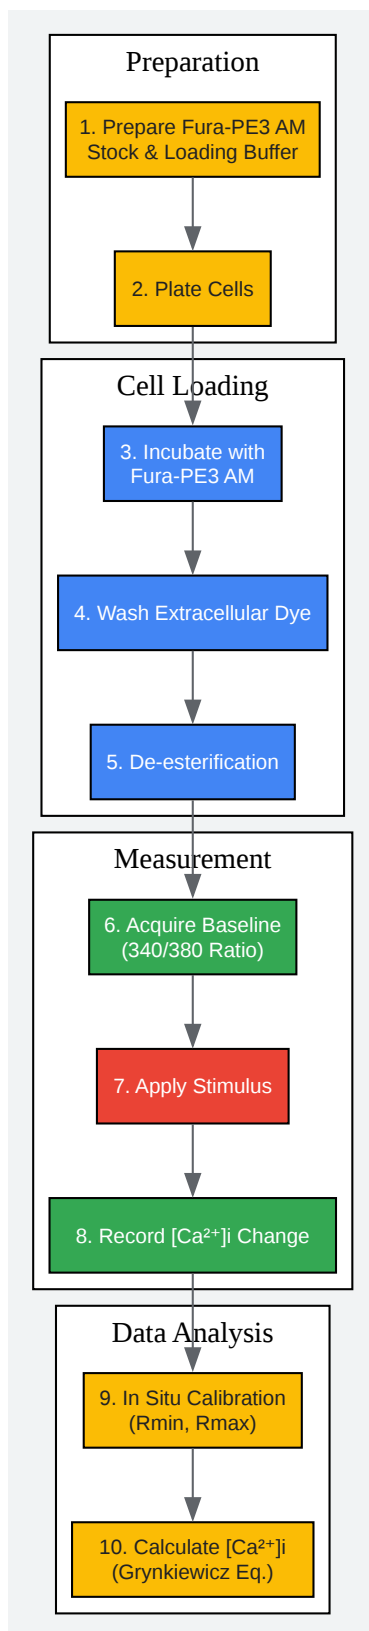 Preparation
1. Prepare Fura-PE3 AM
Stock & Loading Buffer
2. Plate Cells
Cell Loading
3. Incubate with
Fura-PE3 AM
4. Wash Extracellular Dye
5. De-esterification
Measurement
6. Acquire Baseline
(340/380 Ratio)
7. Apply Stimulus
8. Record [Ca²⁺]i Change
Data Analysis
9. In Situ Calibration
(Rmin, Rmax)
10. Calculate [Ca²⁺]i
(Grynkiewicz Eq.)